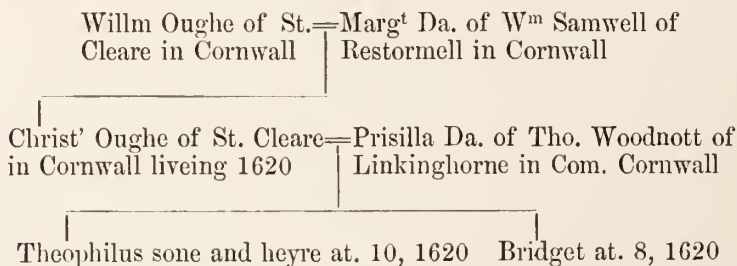 Willm Oughe of St.=Margᵗ Da. of Wᵐ Samwell of
Cleare in Cornwall Restormell in Cornwall
Christ' Oughe of St. Cleare=Prisilla Da. of Tho. Woodnott of
in Cornwall liveing 1620 Linkinghorne in Com. Cornwall
Theophilus sone and heyre at. 10, 1620 Bridget at. 8, 1620